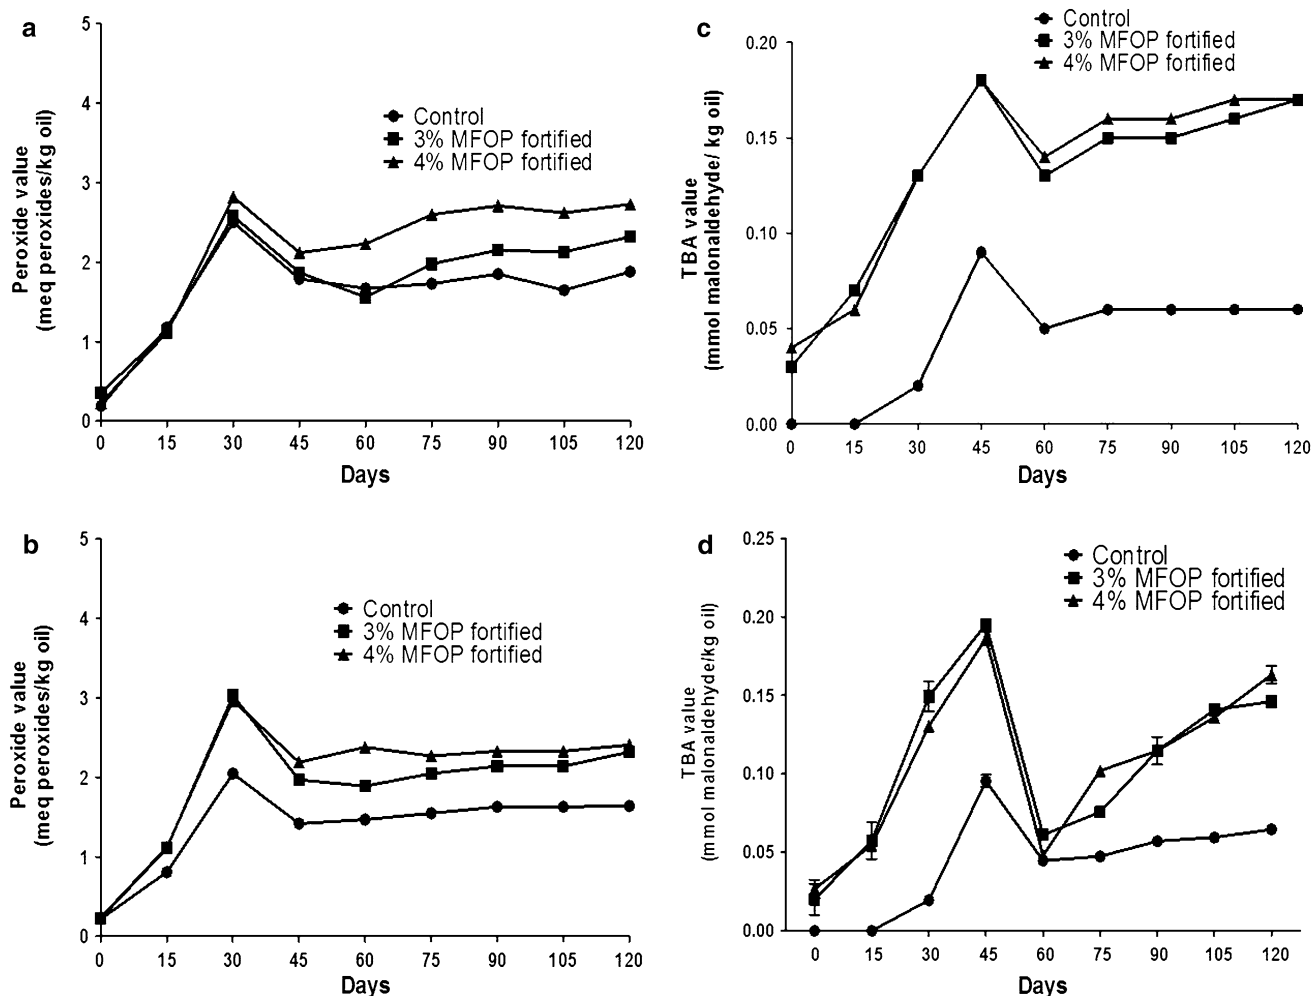 a
5
4
3
2
1
0
Peroxide value
(meq peroxides/kg oil)
Control
3% MFOP fortified
4% MFOP fortified
0 15 30 45 60 75 90 105 120
Days
c
Control
3% MFOP fortified
4% MFOP fortified
0.20
0.15
0.10
0.05
0.00
TBA value
(mmol malonaldehyde/ kg oil)
0 15 30 45 60 75 90 105 120
Days
b
5
4
3
2
1
0
Peroxide value
(meq peroxides/kg oil)
Control
3% MFOP fortified
4% MFOP fortified
0 15 30 45 60 75 90 105 120
Days
d
0.25
0.20
0.15
0.10
0.05
0.00
TBA value
(mmol malonaldehyde/kg oil)
Control
3% MFOP fortified
4% MFOP fortified
0 15 30 45 60 75 90 105 120
Days